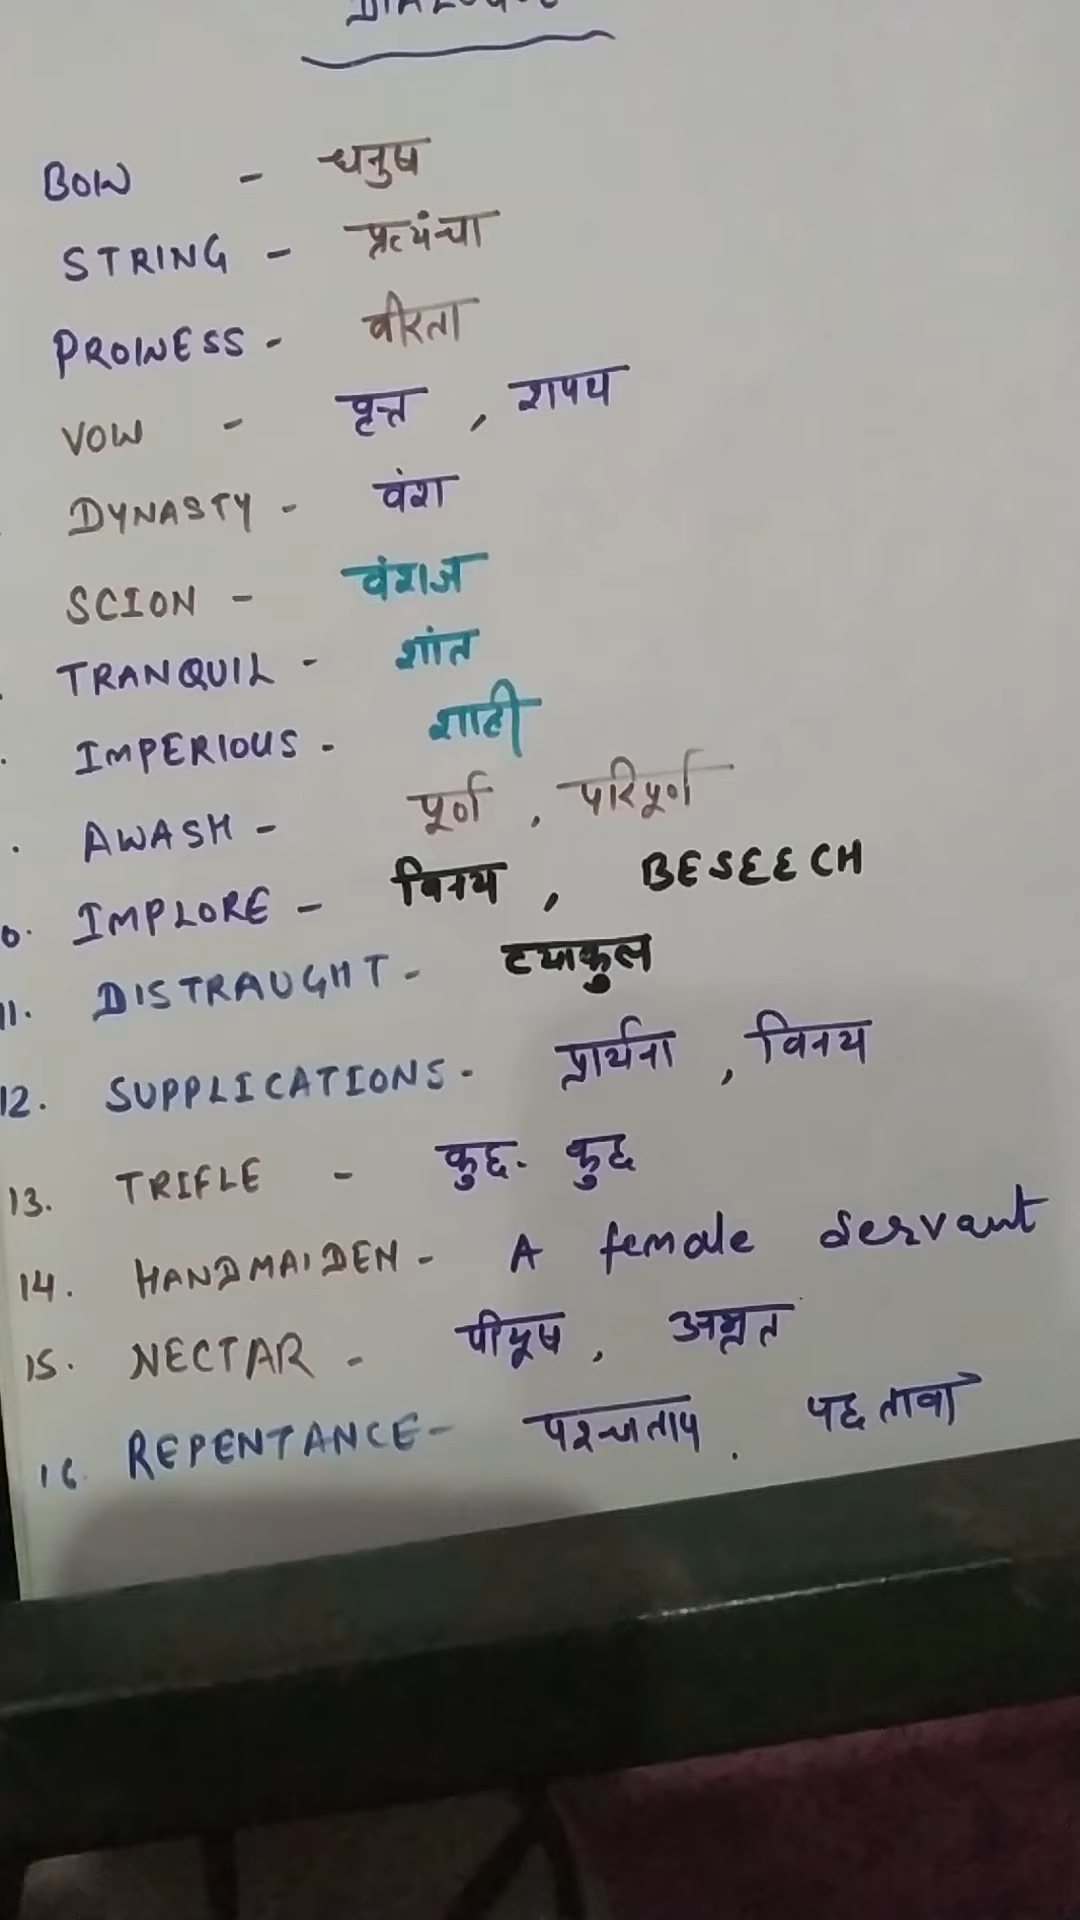 DIALOGUE
BOW - धनुष
STRING - प्रत्यंचा
PROWESS - वीरता
VOW - वृत्त , शपथ
DYNASTY - वंश
SCION - वंशज
TRANQUIL - शांत
IMPERIOUS - शाही
AWASH - पूर्ण , परिपूर्ण
0. IMPLORE - विनय , BESEECH
11. DISTRAUGHT - व्याकुल
12. SUPPLICATIONS - प्रार्थना , विनय
13. TRIFLE - कुछ. कुछ
14. HANDMAIDEN - A female servant
15. NECTAR - पीयूष , अमृत
16. REPENTANCE - पश्चाताप . पछतावा